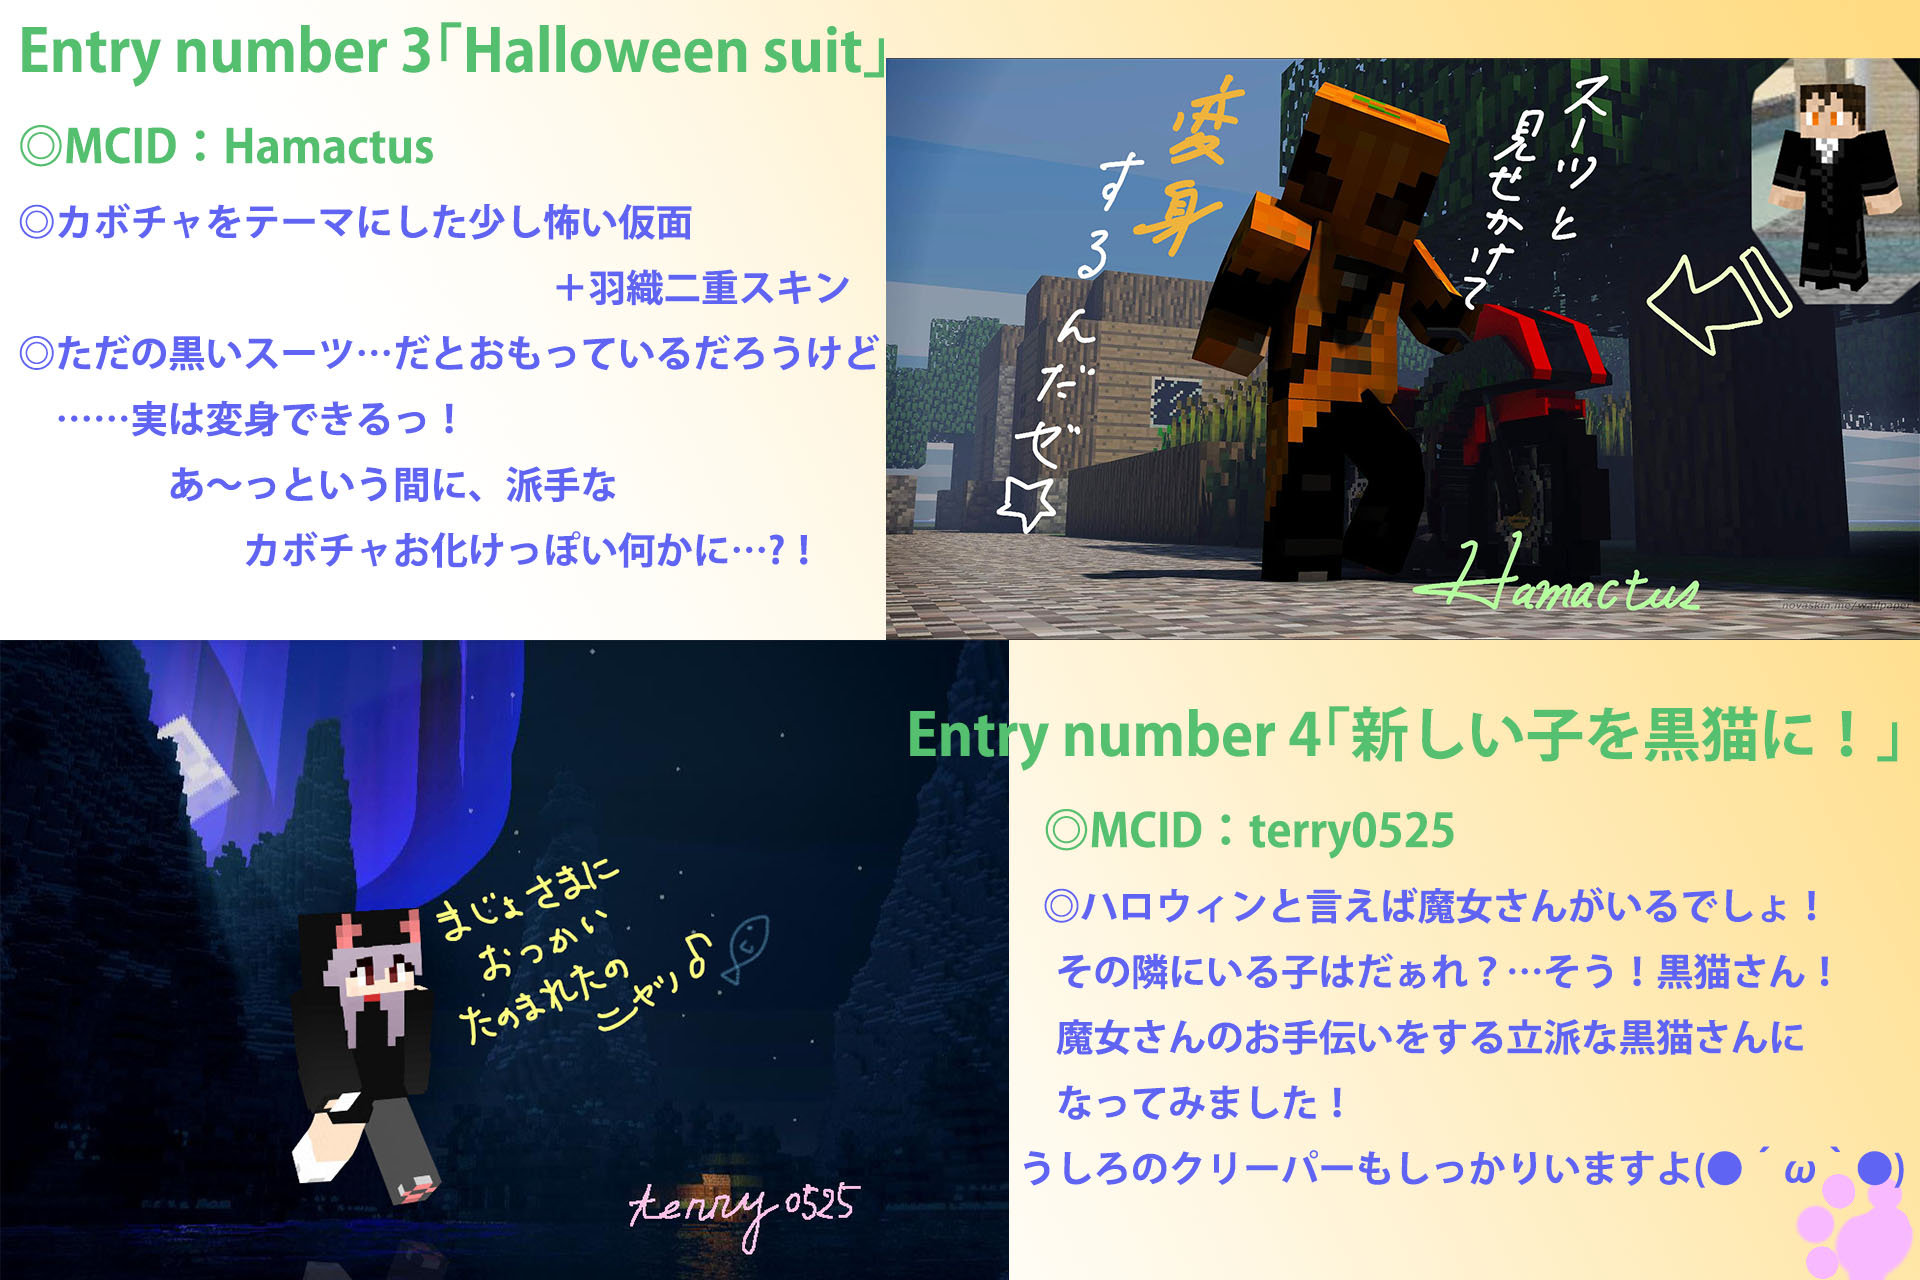 Entry number 3「Halloween suit」
◎MCID：Hamactus
◎カボチャをテーマにした少し怖い仮面
＋羽織二重スキン
◎ただの黒いスーツ…だとおもっているだろうけど
……実は変身できるっ！
あ～っという間に、派手な
カボチャお化けっぽい何かに…?！
スーツと
見せかけて
変身
するんだゼ☆
Hamactus
novaskin.me/wallpaper
Entry number 4「新しい子を黒猫に！」
◎MCID：terry0525
◎ハロウィンと言えば魔女さんがいるでしょ！
その隣にいる子はだぁれ？…そう！黒猫さん！
魔女さんのお手伝いをする立派な黒猫さんに
なってみました！
うしろのクリーパーもしっかりいますよ(●´ω`●)
まじょさまに
おつかい
たのまれたの
ニャッ♪
terry0525